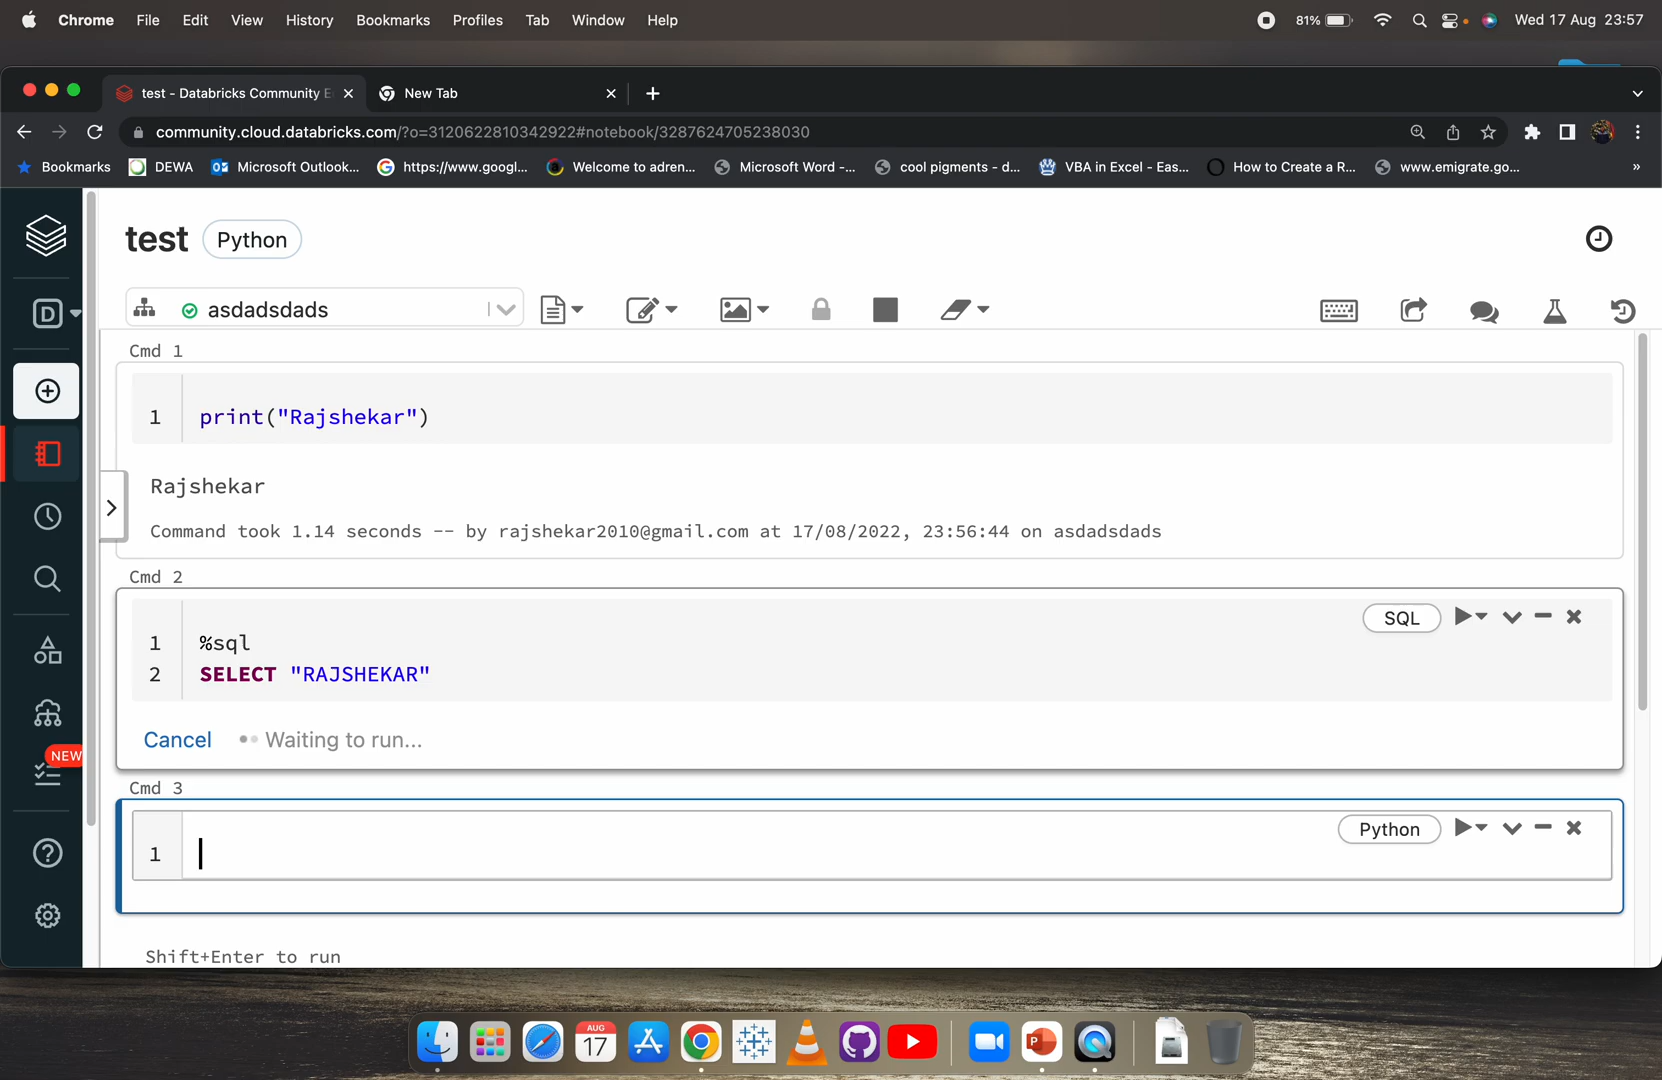 Chrome File Edit View History Bookmarks Profiles Tab Window Help 81% Wed 17 Aug 23:57
test - Databricks Community E New Tab
community.cloud.databricks.com/?o=3120622810342922#notebook/3287624705238030
Bookmarks DEWA Microsoft Outlook... https://www.googl... Welcome to adren... Microsoft Word -... cool pigments - d... VBA in Excel - Eas... How to Create a R... www.emigrate.go... »
test Python
D asdadsdads
Cmd 1
1 print("Rajshekar")
Rajshekar
Command took 1.14 seconds -- by rajshekar2010@gmail.com at 17/08/2022, 23:56:44 on asdadsdads
Cmd 2
SQL
1 %sql
2 SELECT "RAJSHEKAR"
Cancel Waiting to run...
NEW
Cmd 3
Python
1
Shift+Enter to run
AUG
17
P